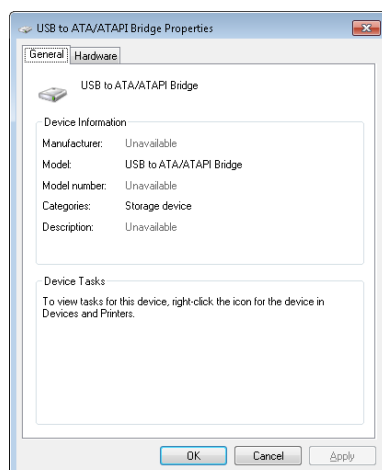 USB to ATA/ATAPI Bridge Properties
General Hardware
USB to ATA/ATAPI Bridge
Device Information
Manufacturer: Unavailable
Model: USB to ATA/ATAPI Bridge
Model number: Unavailable
Categories: Storage device
Description: Unavailable
Device Tasks
To view tasks for this device, right-click the icon for the device in
Devices and Printers.
OK Cancel Apply